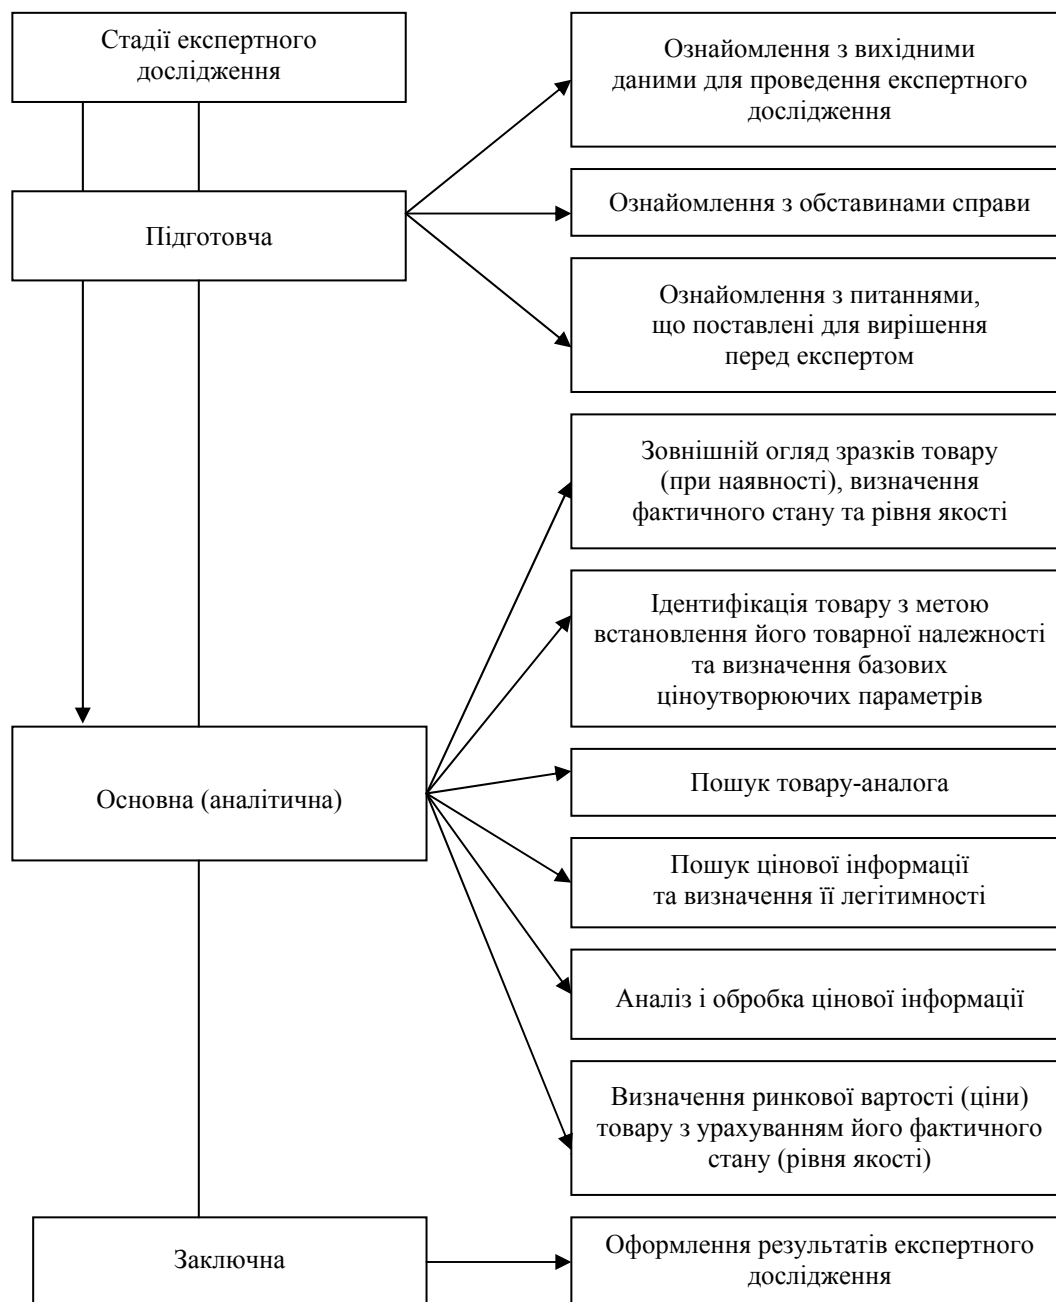 Стадії експертного
дослідження
Ознайомлення з вихідними
даними для проведення експертного
дослідження
Ознайомлення з обставинами справи
Підготовча
Ознайомлення з питаннями,
що поставлені для вирішення
перед експертом
Зовнішній огляд зразків товару
(при наявності), визначення
фактичного стану та рівня якості
Ідентифікація товару з метою
встановлення його товарної належності
та визначення базових
ціноутворюючих параметрів
Основна (аналітична)
Пошук товару-аналога
Пошук цінової інформації
та визначення її легітимності
Аналіз і обробка цінової інформації
Визначення ринкової вартості (ціни)
товару з урахуванням його фактичного
стану (рівня якості)
Заключна
Оформлення результатів експертного
дослідження